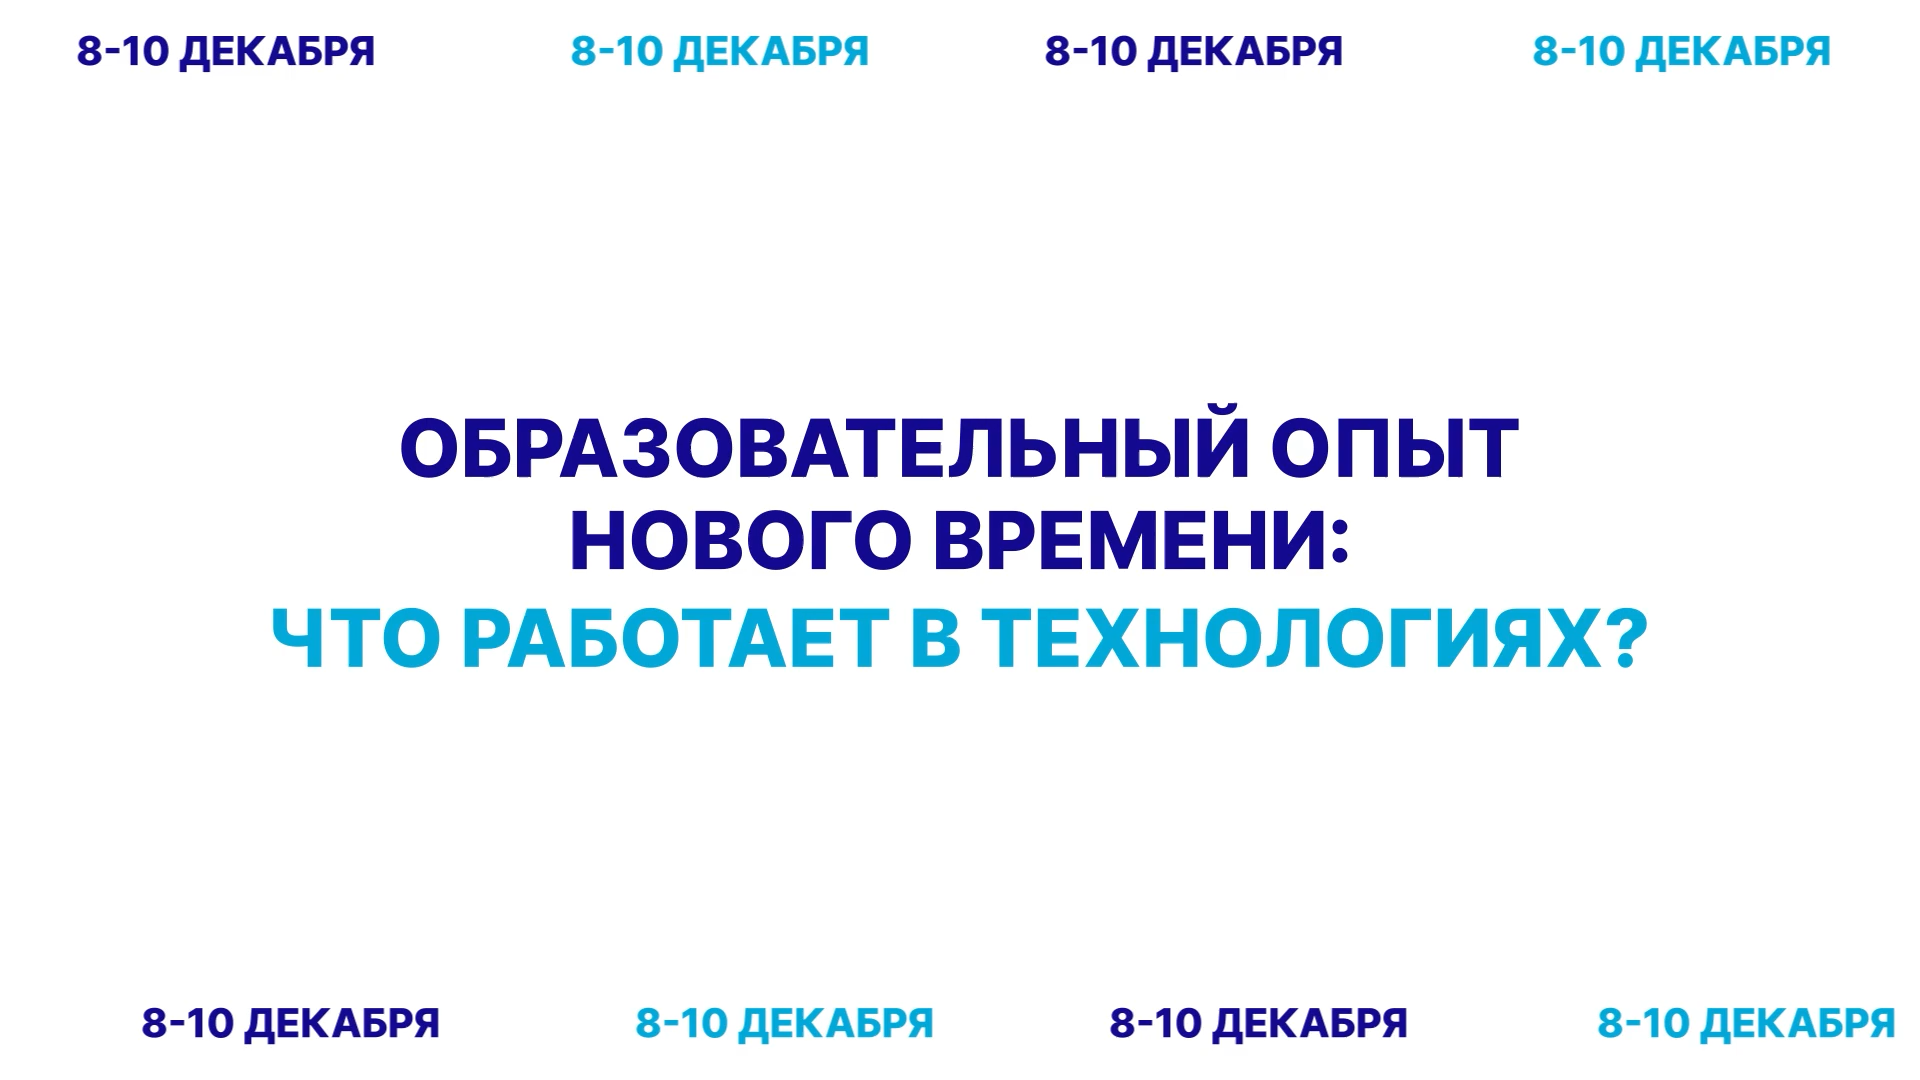 8-10 ДЕКАБРЯ 8-10 ДЕКАБРЯ 8-10 ДЕКАБРЯ 8-10 ДЕКАБРЯ
ОБРАЗОВАТЕЛЬНЫЙ ОПЫТ
НОВОГО ВРЕМЕНИ:
ЧТО РАБОТАЕТ В ТЕХНОЛОГИЯХ?
8-10 ДЕКАБРЯ 8-10 ДЕКАБРЯ 8-10 ДЕКАБРЯ 8-10 ДЕКАБРЯ